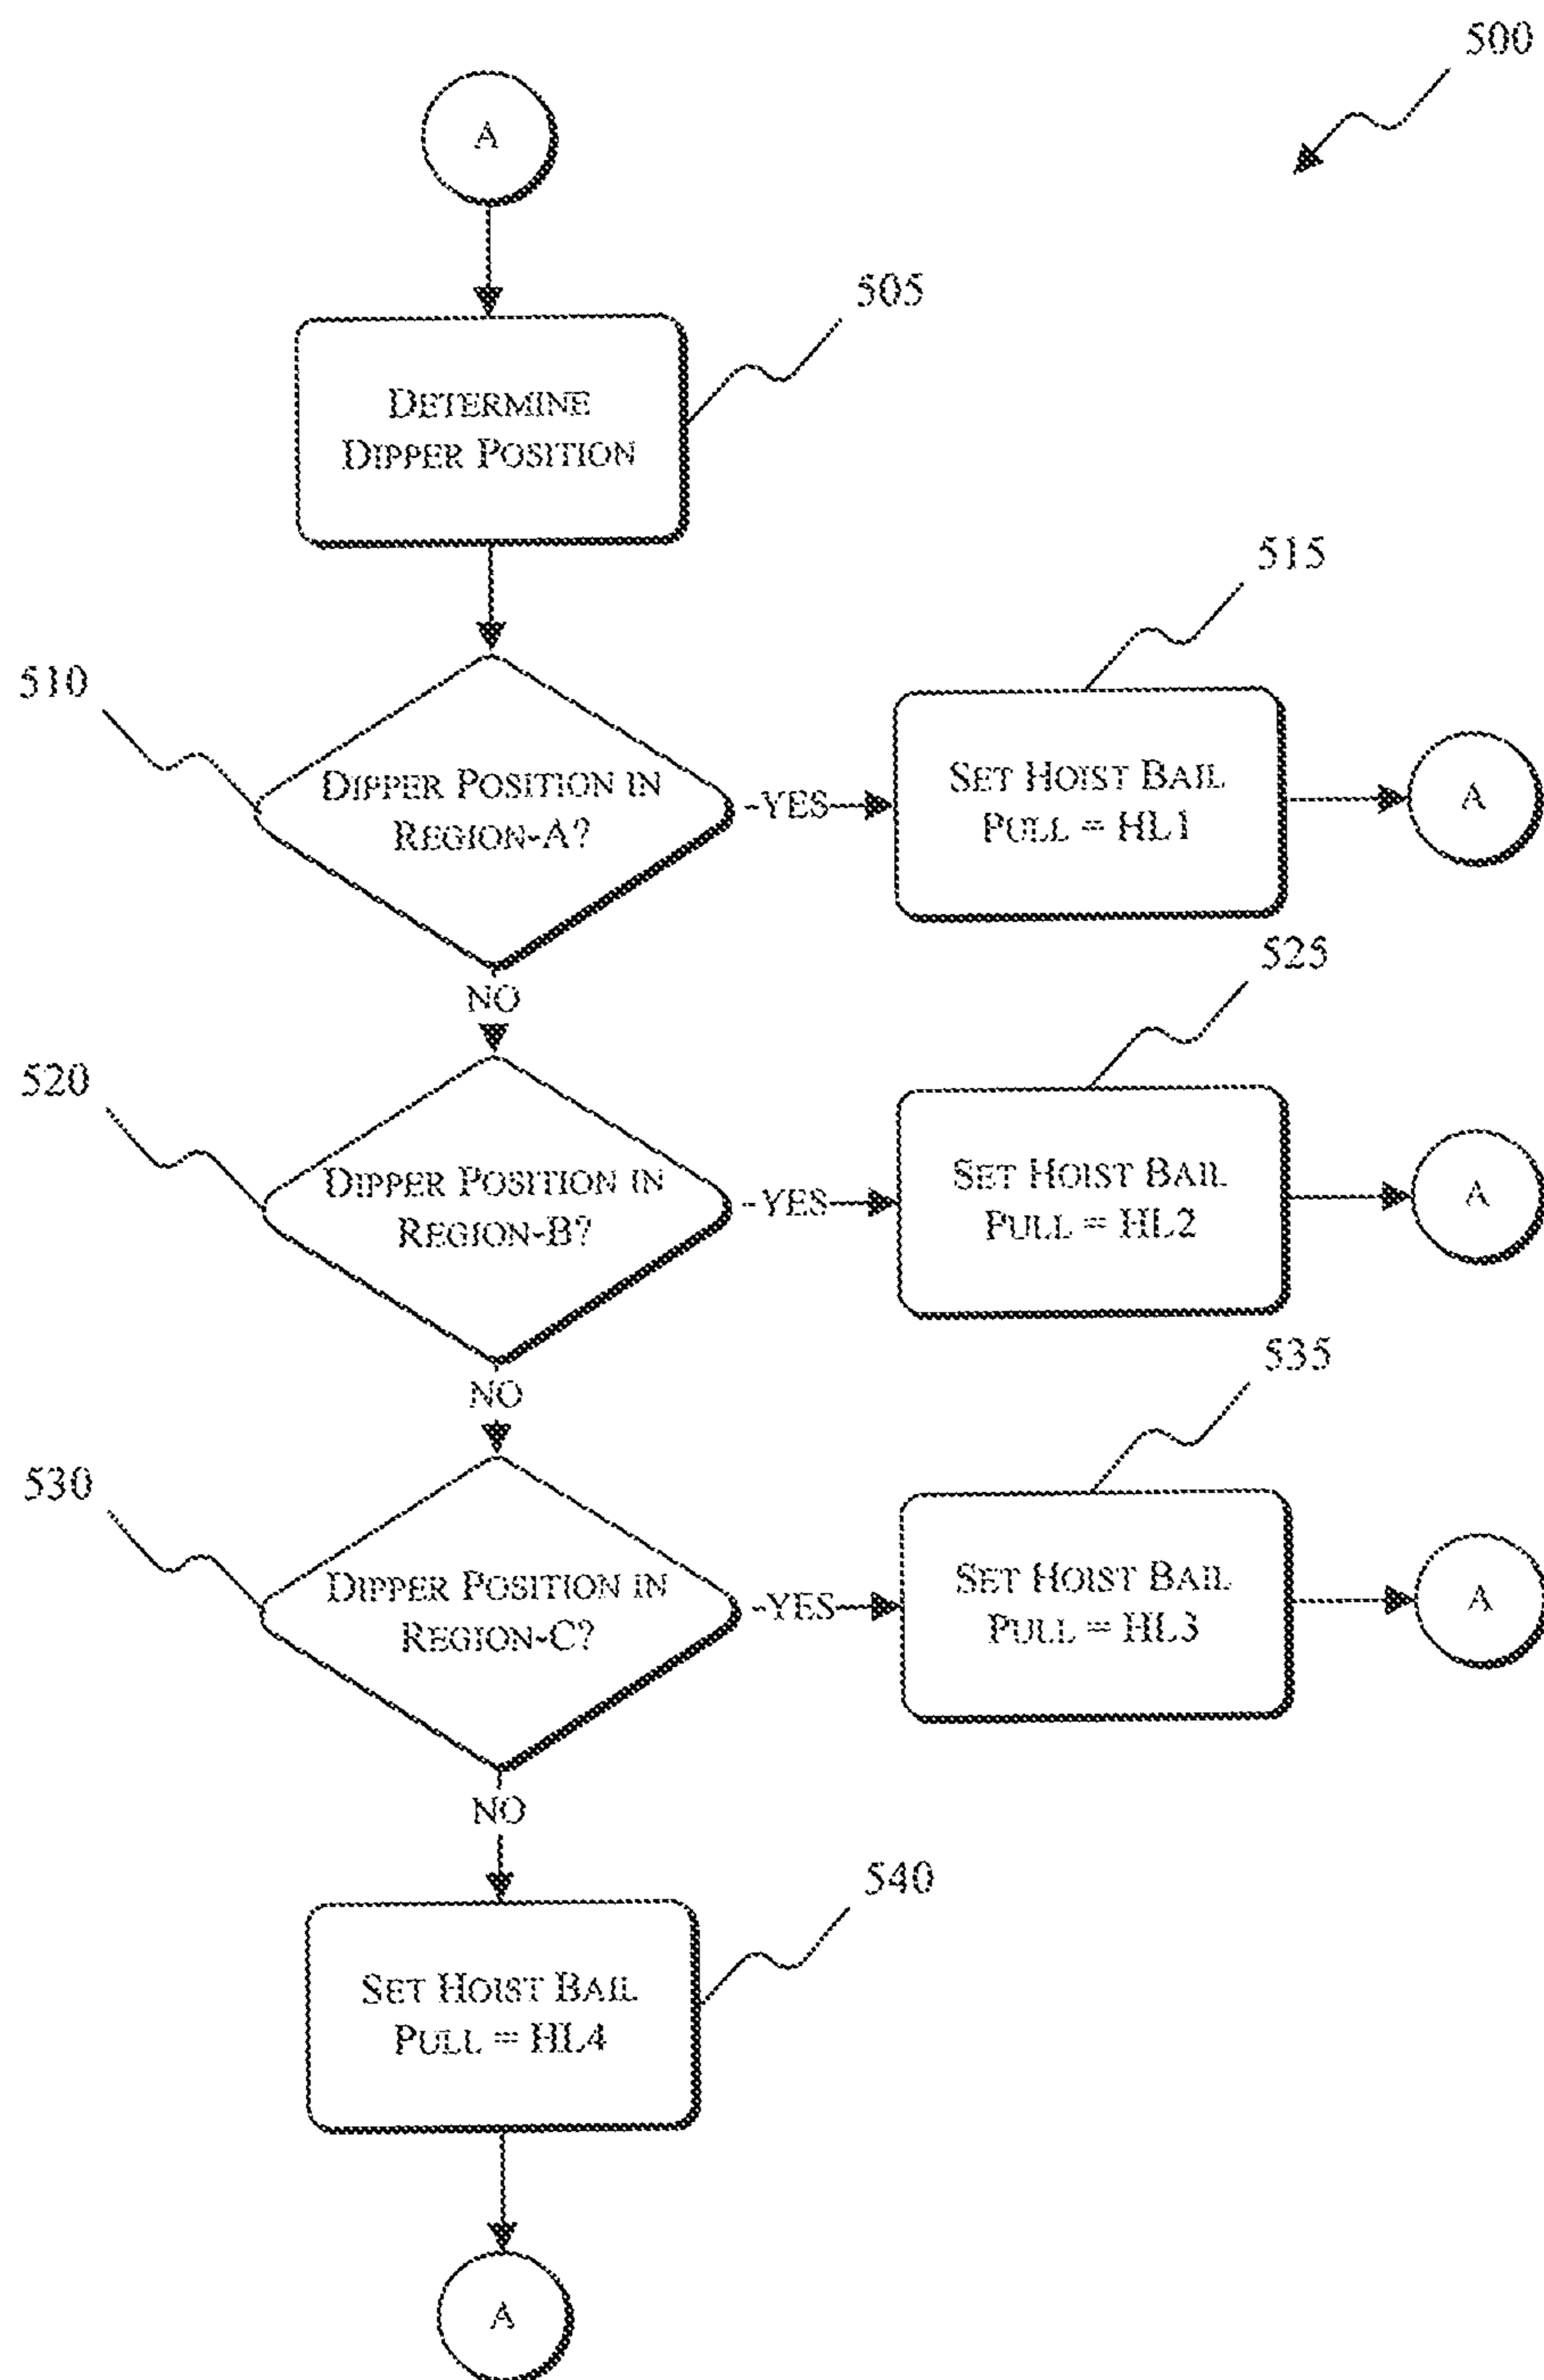 500
A
505
DETERMINE
DIPPER POSITION
510
DIPPER POSITION IN
REGION-A?
YES
515
SET HOIST BAIL
PULL = HL1
A
NO
520
DIPPER POSITION IN
REGION-B?
YES
525
SET HOIST BAIL
PULL = HL2
A
NO
530
DIPPER POSITION IN
REGION-C?
YES
535
SET HOIST BAIL
PULL = HL3
A
NO
540
SET HOIST BAIL
PULL = HL4
A